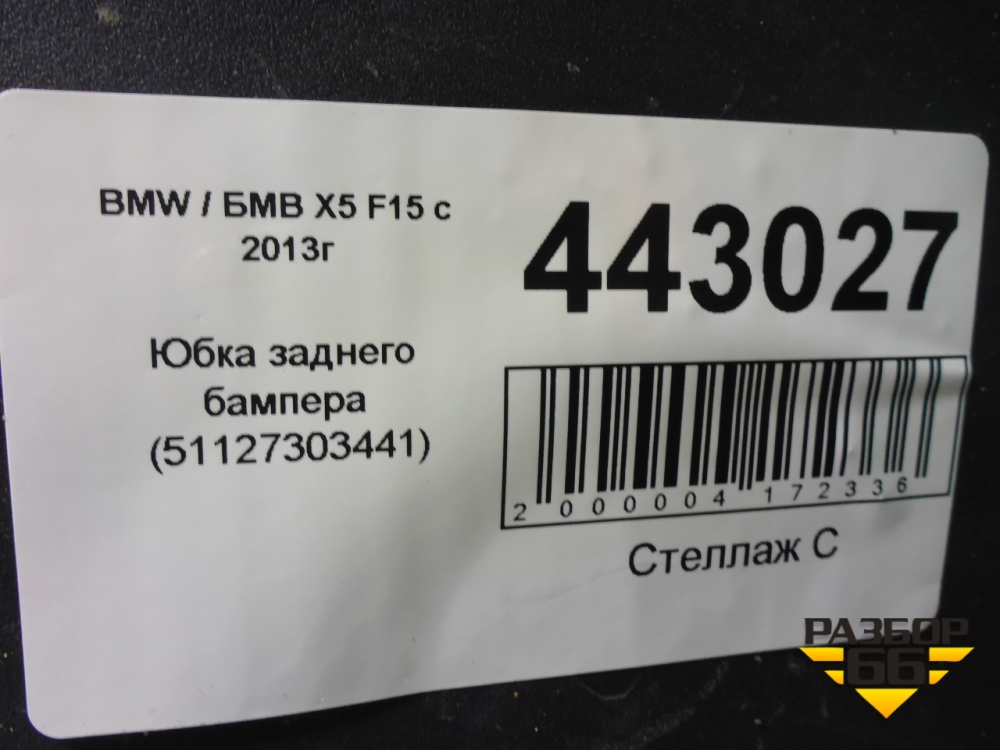 BMW / БМВ X5 F15 с
2013г
Юбка заднего
бампера
(51127303441)
443027
2 000004 172336
Стеллаж С
РАЗБОР
66